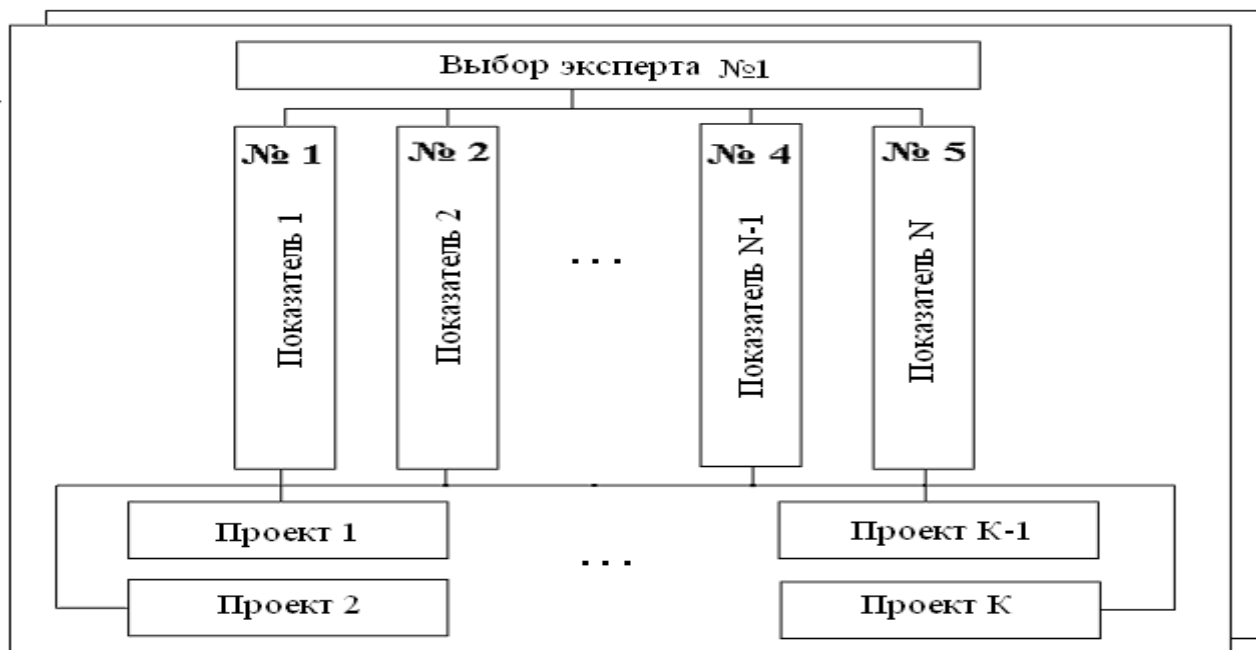 Выбор эксперта №1
№ 1
№ 2
№ 4
№ 5
Показатель 1
Показатель 2
. . .
Показатель N-1
Показатель N
Проект 1
Проект К-1
. . .
Проект 2
Проект К